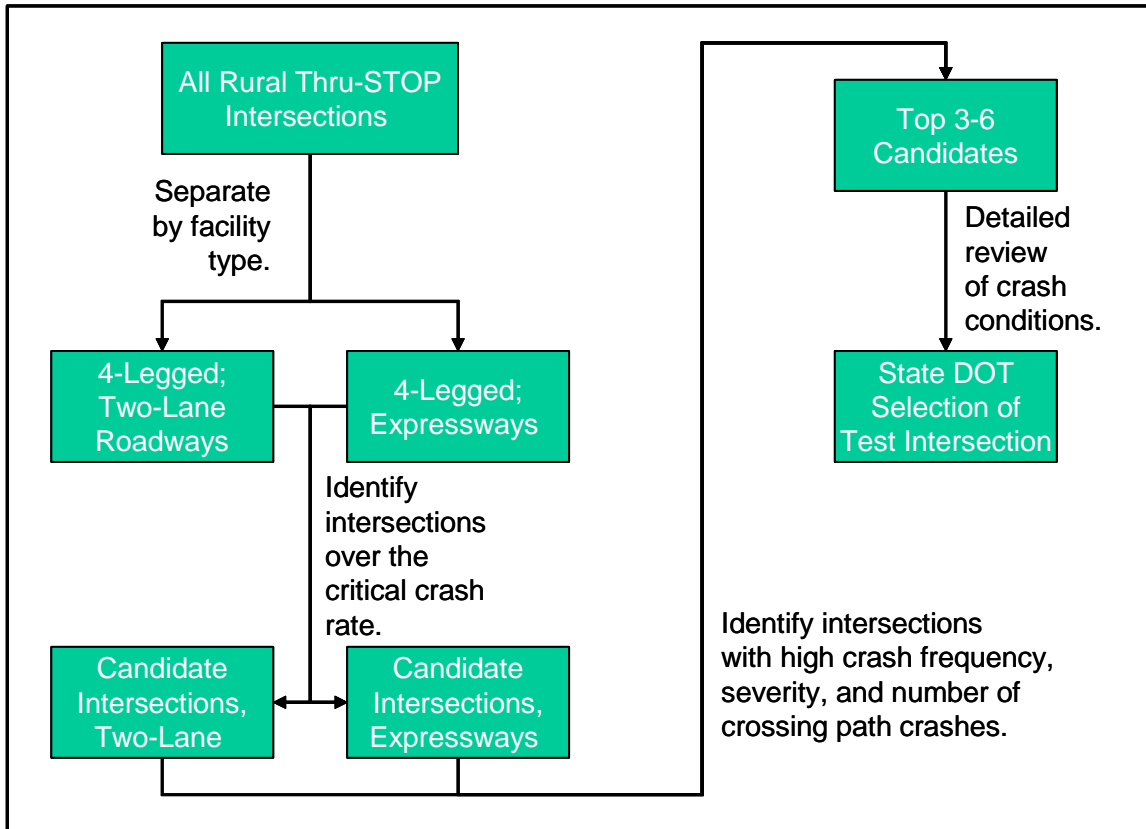 All Rural Thru-STOP
Intersections
Separate
by facility
type.
4-Legged;
Two-Lane
Roadways
4-Legged;
Expressways
Identify
intersections
over the
critical crash
rate.
Candidate
Intersections,
Two-Lane
Candidate
Intersections,
Expressways
Identify intersections
with high crash frequency,
severity, and number of
crossing path crashes.
Top 3-6
Candidates
Detailed
review
of crash
conditions.
State DOT
Selection of
Test Intersection